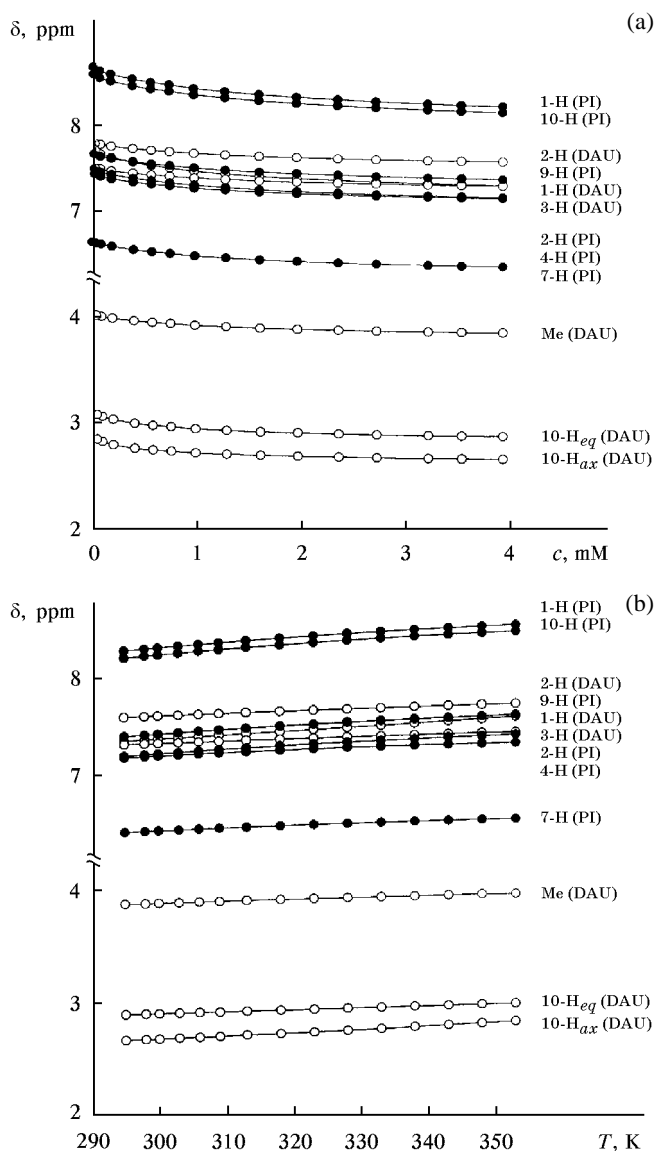 (a)
δ, ppm
8
7
4
3
2
1-H (PI)
10-H (PI)
2-H (DAU)
9-H (PI)
1-H (DAU)
3-H (DAU)
2-H (PI)
4-H (PI)
7-H (PI)
Me (DAU)
10-Heq (DAU)
10-Hax (DAU)
0 1 2 3 4
c, mM
(b)
δ, ppm
8
7
4
3
2
1-H (PI)
10-H (PI)
2-H (DAU)
9-H (PI)
1-H (DAU)
3-H (DAU)
2-H (PI)
4-H (PI)
7-H (PI)
Me (DAU)
10-Heq (DAU)
10-Hax (DAU)
290 300 310 320 330 340 350 T, K